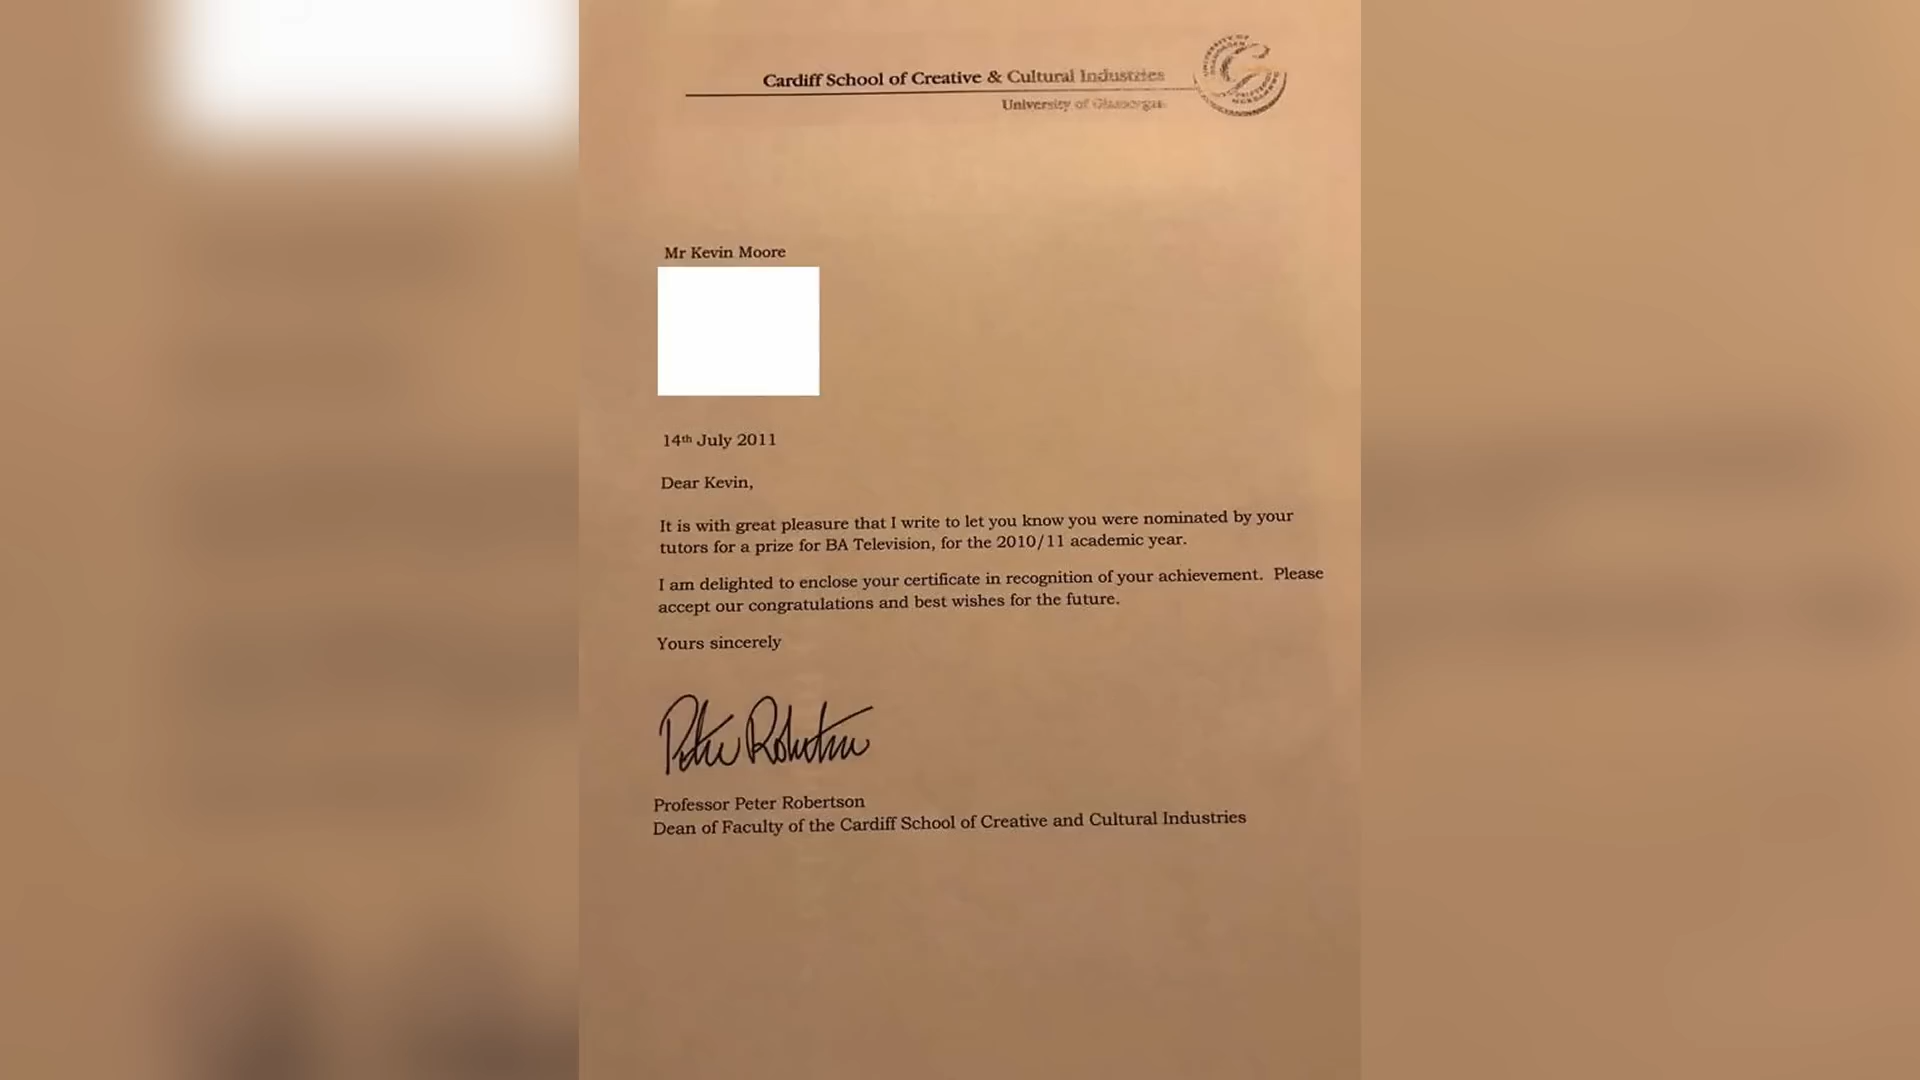 Cardiff School of Creative & Cultural Industries
University of Glamorgan
Mr Kevin Moore
14th July 2011
Dear Kevin,
It is with great pleasure that I write to let you know you were nominated by your
tutors for a prize for BA Television, for the 2010/11 academic year.
I am delighted to enclose your certificate in recognition of your achievement.  Please
accept our congratulations and best wishes for the future.
Yours sincerely
Peter Robertson
Professor Peter Robertson
Dean of Faculty of the Cardiff School of Creative and Cultural Industries